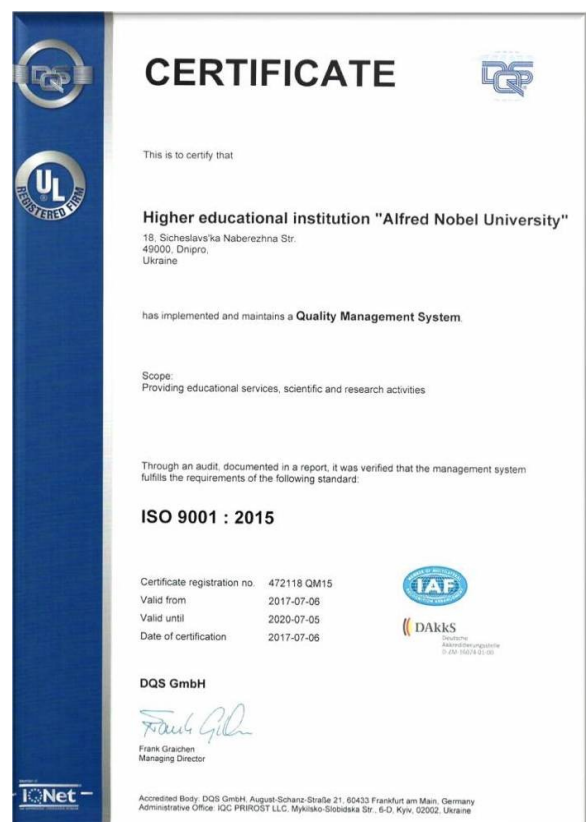 DQS
CERTIFICATE
DQS
This is to certify that
UL
®
REGISTERED FIRM
Higher educational institution "Alfred Nobel University"
18, Sicheslavs'ka Naberezhna Str.
49000, Dnipro,
Ukraine
has implemented and maintains a Quality Management System.
Scope:
Providing educational services, scientific and research activities
Through an audit, documented in a report, it was verified that the management system
fulfills the requirements of the following standard:
ISO 9001 : 2015
Certificate registration no. 472118 QM15
Valid from 2017-07-06
Valid until 2020-07-05
Date of certification 2017-07-06
IAF
DAkkS
Deutsche
Akkreditierungsstelle
DQS GmbH
Frank Graichen
Managing Director
IQNet
Accredited Body: DQS GmbH, August-Schanz-Straße 21, 60433 Frankfurt am Main, Germany
Administrative Office: IQC PRIROST LLC, Mykilsko-Slobidska Str., 6-D, Kyiv, 02002, Ukraine